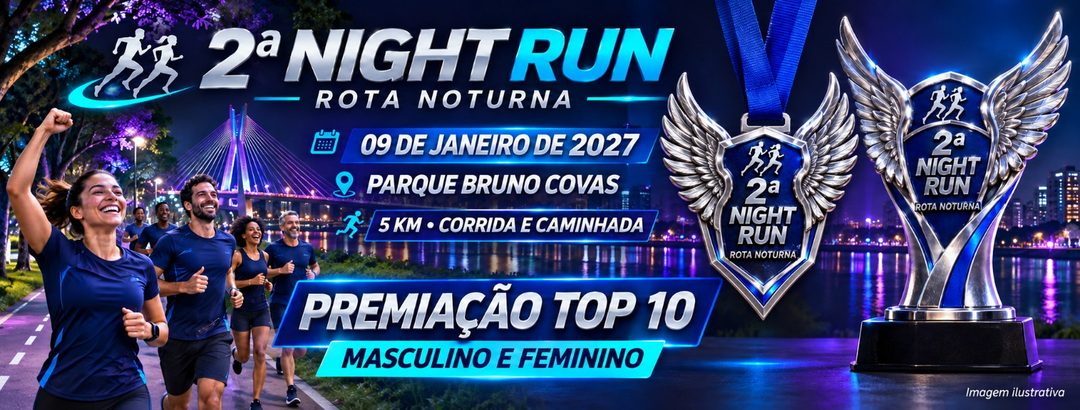 2ª NIGHT RUN
ROTA NOTURNA
09 DE JANEIRO DE 2027
PARQUE BRUNO COVAS
5 KM • CORRIDA E CAMINHADA
PREMIAÇÃO TOP 10
MASCULINO E FEMININO
2ª
NIGHT
RUN
ROTA NOTURNA
2ª
NIGHT
RUN
ROTA NOTURNA
Imagem ilustrativa